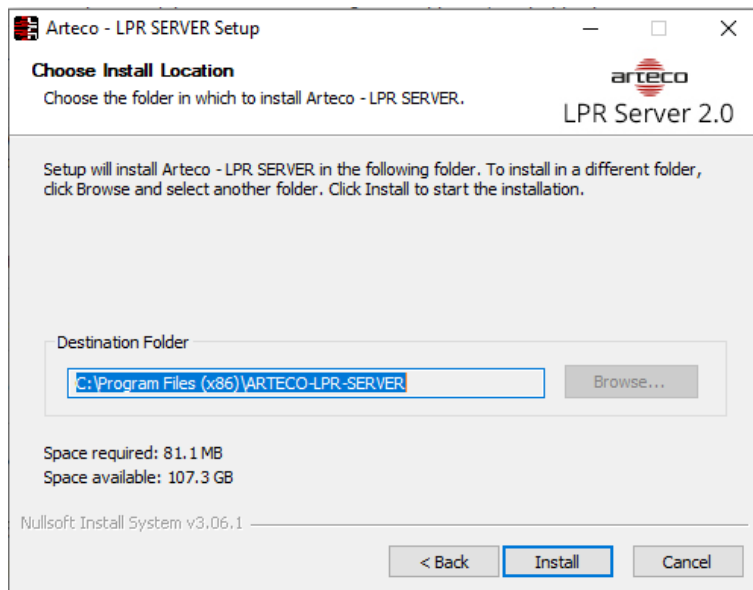 Arteco - LPR SERVER Setup
Choose Install Location
Choose the folder in which to install Arteco - LPR SERVER.
arteco
LPR Server 2.0
Setup will install Arteco - LPR SERVER in the following folder. To install in a different folder,
click Browse and select another folder. Click Install to start the installation.
Destination Folder
C:\Program Files (x86)\ARTECO-LPR-SERVER
Browse...
Space required: 81.1 MB
Space available: 107.3 GB
Nullsoft Install System v3.06.1
< Back
Install
Cancel